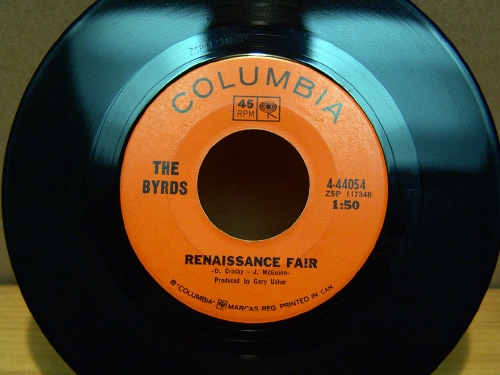 COLUMBIA
45
RPM
THE
BYRDS
4-44054
ZSP 117348
1:50
RENAISSANCE FAIR
-D. Crosby - J. McGuinn-
Produced by Gary Usher
® "COLUMBIA" MARCAS REG. PRINTED IN CAN.